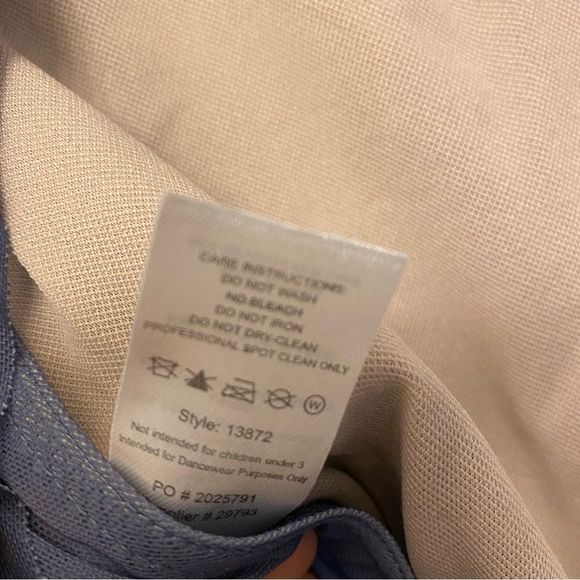 CARE INSTRUCTIONS:
DO NOT WASH
NO BLEACH
DO NOT IRON
DO NOT DRY-CLEAN
PROFESSIONAL SPOT CLEAN ONLY
W
Style: 13872
Not intended for children under 3
Intended for Dancewear Purposes Only
PO # 2025791
# 29793